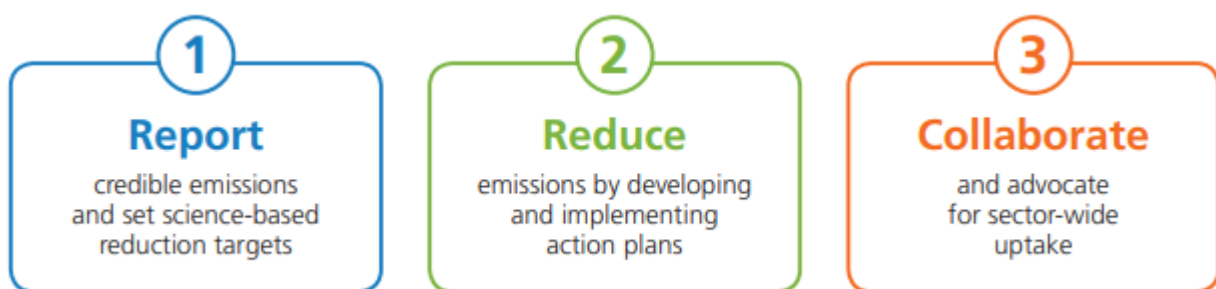 1
Report
credible emissions
and set science-based
reduction targets
2
Reduce
emissions by developing
and implementing
action plans
3
Collaborate
and advocate
for sector-wide
uptake